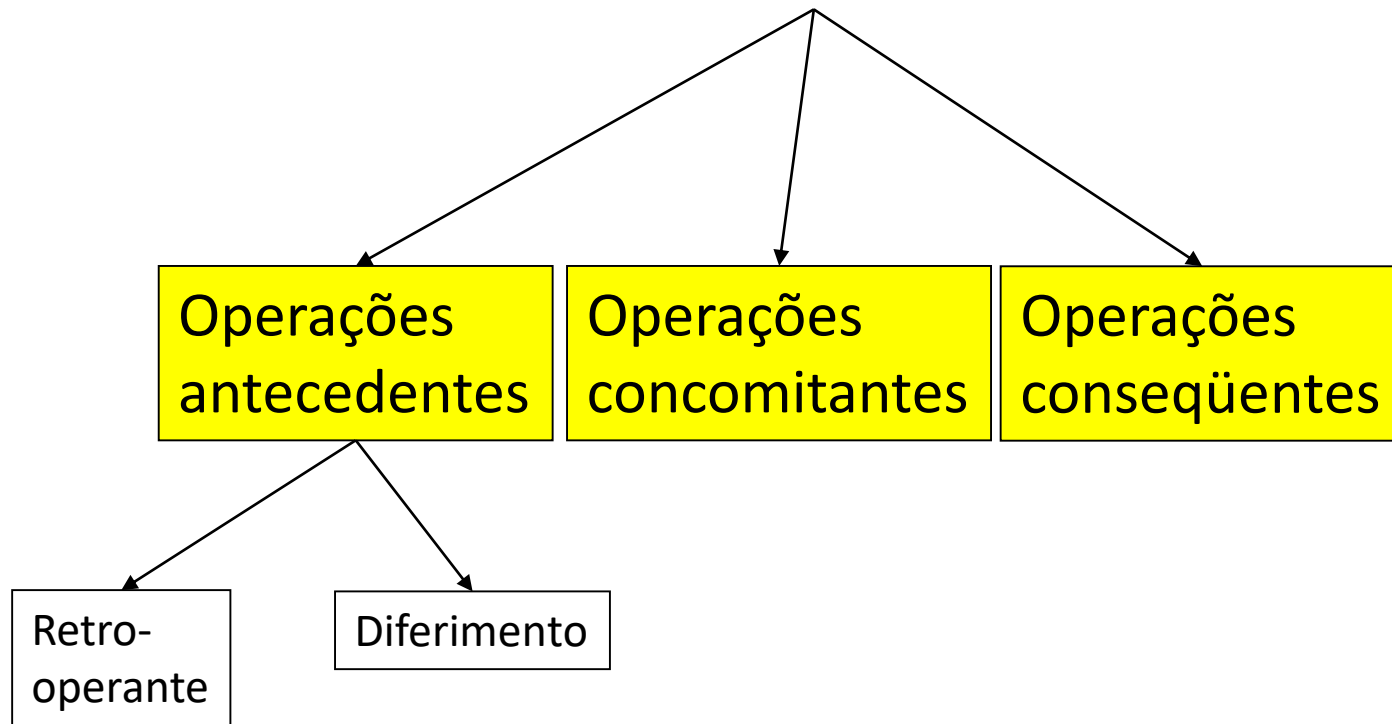 Operações
antecedentes
Operações
concomitantes
Operações
conseqüentes
Retro-
operante
Diferimento